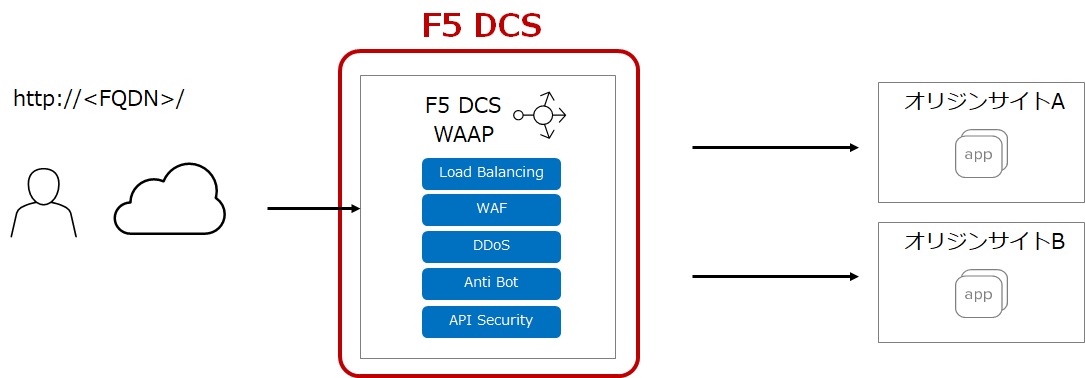 F5 DCS
http://<FQDN>/
F5 DCS
WAAP
Load Balancing
WAF
DDoS
Anti Bot
API Security
オリジンサイトA
app
オリジンサイトB
app